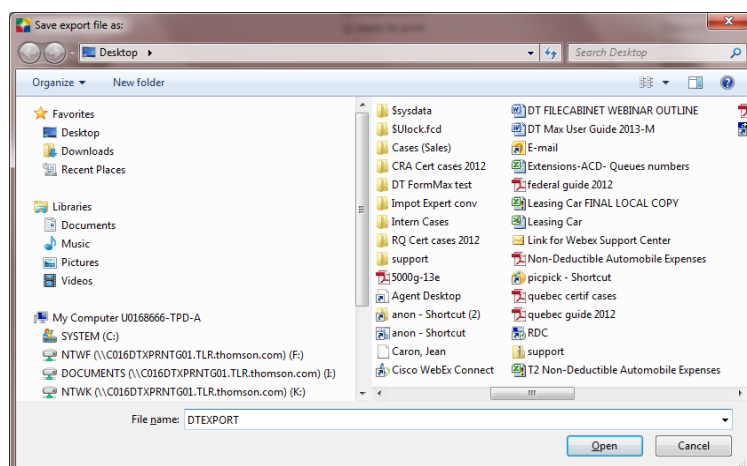 Save export file as:
Desktop
Search Desktop
Organize
New folder
Favorites
Desktop
Downloads
Recent Places
Libraries
Documents
Music
Pictures
Videos
My Computer U0168666-TPD-A
SYSTEM (C:)
NTWF (\\C016DTXPRNTG01.TLR.thomson.com) (F:)
DOCUMENTS (\\C016DTXPRNTG01.TLR.thomson.com) (I:)
NTWK (\\C016DTXPRNTG01.TLR.thomson.com) (K:)
$sysdata
$Ulock.fcd
Cases (Sales)
CRA Cert cases 2012
DT FormMax test
Impot Expert conv
Intern Cases
RQ Cert cases 2012
support
5000g-13e
Agent Desktop
anon - Shortcut (2)
anon - Shortcut
Caron, Jean
Cisco WebEx Connect
DT FILECABINET WEBINAR OUTLINE
DT Max User Guide 2013-M
E-mail
Extensions-ACD- Queues numbers
federal guide 2012
Leasing Car FINAL LOCAL COPY
Leasing Car
Link for Webex Support Center
Non-Deductible Automobile Expenses
picpick - Shortcut
quebec certif cases
quebec guide 2012
RDC
support
T2 Non-Deductible Automobile Expenses
File name: DTEXPORT
Open
Cancel